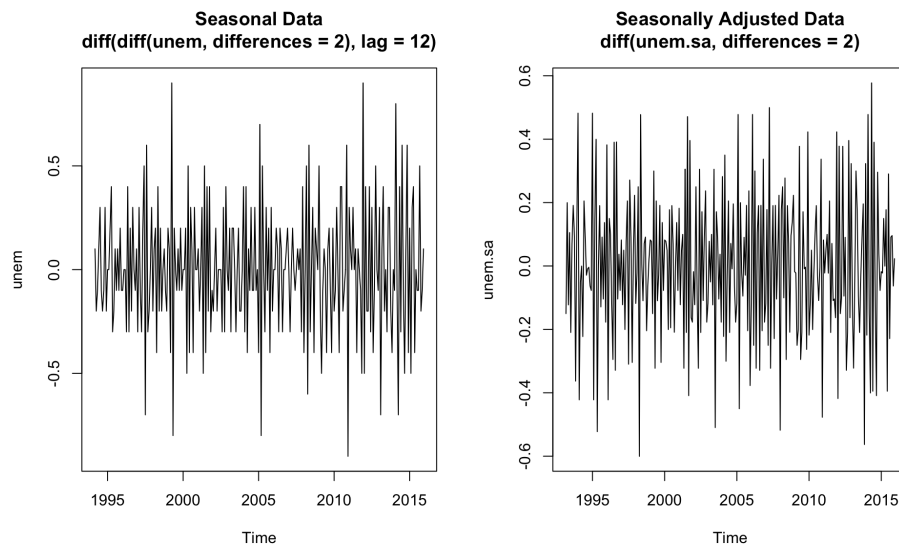 Seasonal Data
diff(diff(unem, differences = 2), lag = 12)
unem
0.5
0.0
-0.5
1995
2000
2005
2010
2015
Time
Seasonally Adjusted Data
diff(unem.sa, differences = 2)
unem.sa
0.6
0.4
0.2
0.0
-0.2
-0.4
-0.6
1995
2000
2005
2010
2015
Time